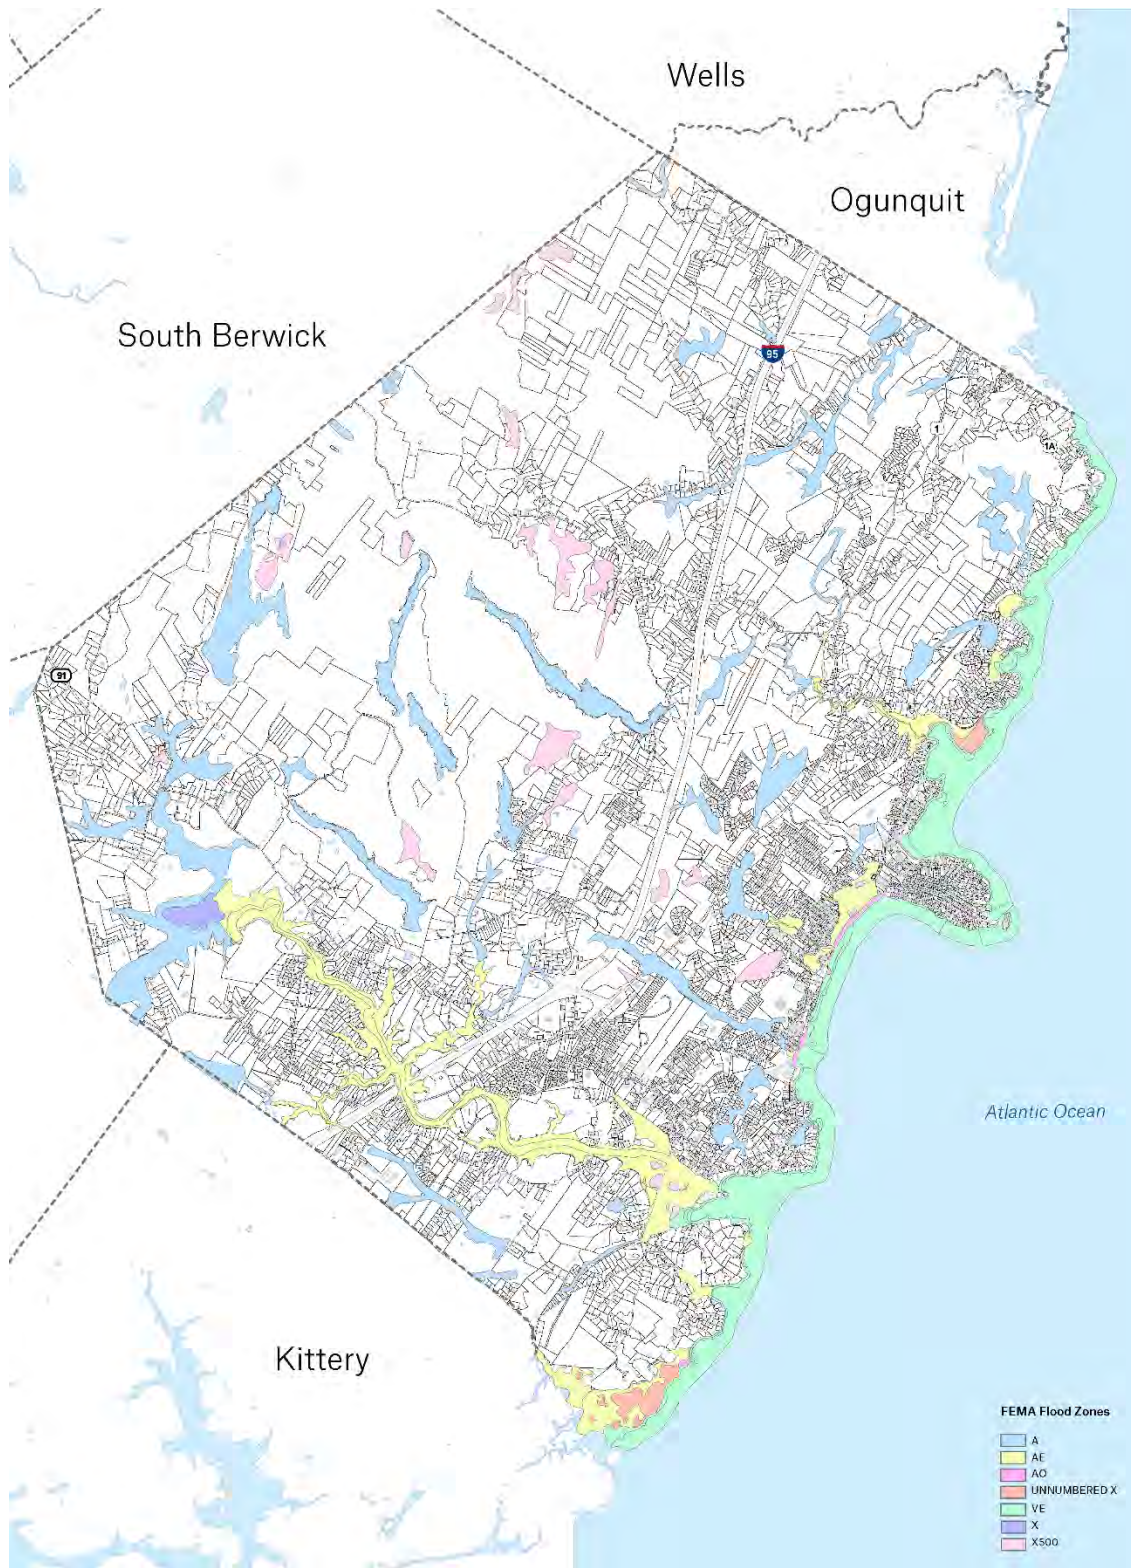 Wells
Ogunquit
South Berwick
95
1
1A
91
Atlantic Ocean
Kittery
FEMA Flood Zones
A
AE
AO
UNNUMBERED X
VE
X
X500